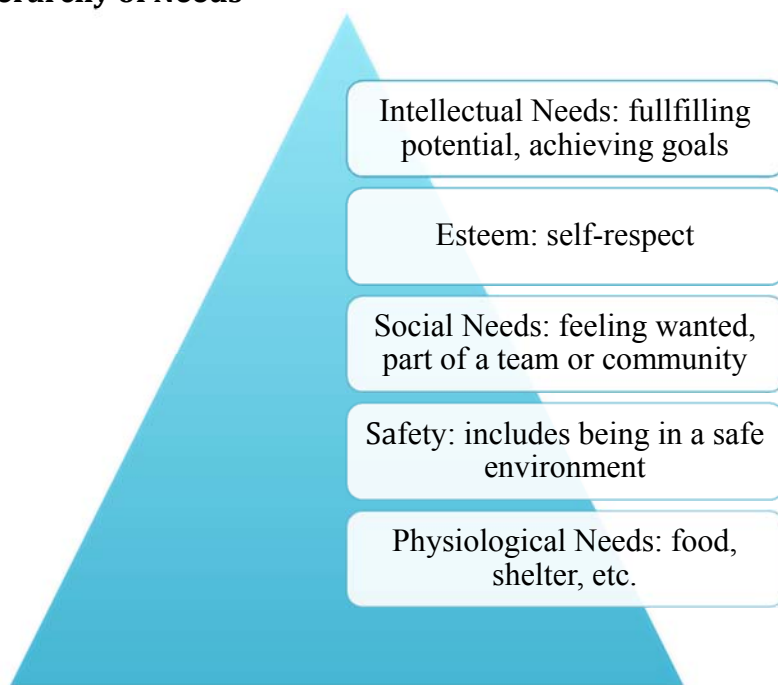 of Needs
Intellectual Needs: fullfilling
potential, achieving goals
Esteem: self-respect
Social Needs: feeling wanted,
part of a team or community
Safety: includes being in a safe
environment
Physiological Needs: food,
shelter, etc.